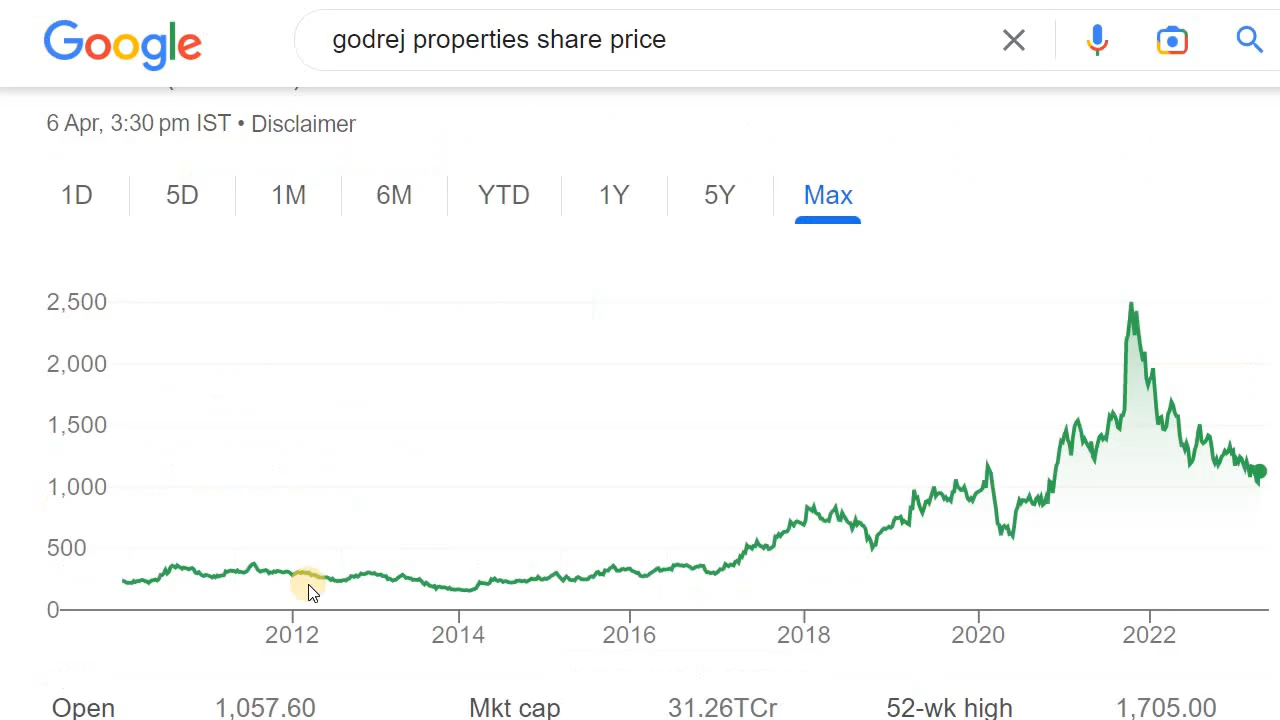 Google
godrej properties share price
6 Apr, 3:30 pm IST • Disclaimer
1D 5D 1M 6M YTD 1Y 5Y Max
2,500
2,000
1,500
1,000
500
0
2012 2014 2016 2018 2020 2022
Open 1,057.60 Mkt cap 31.26TCr 52-wk high 1,705.00